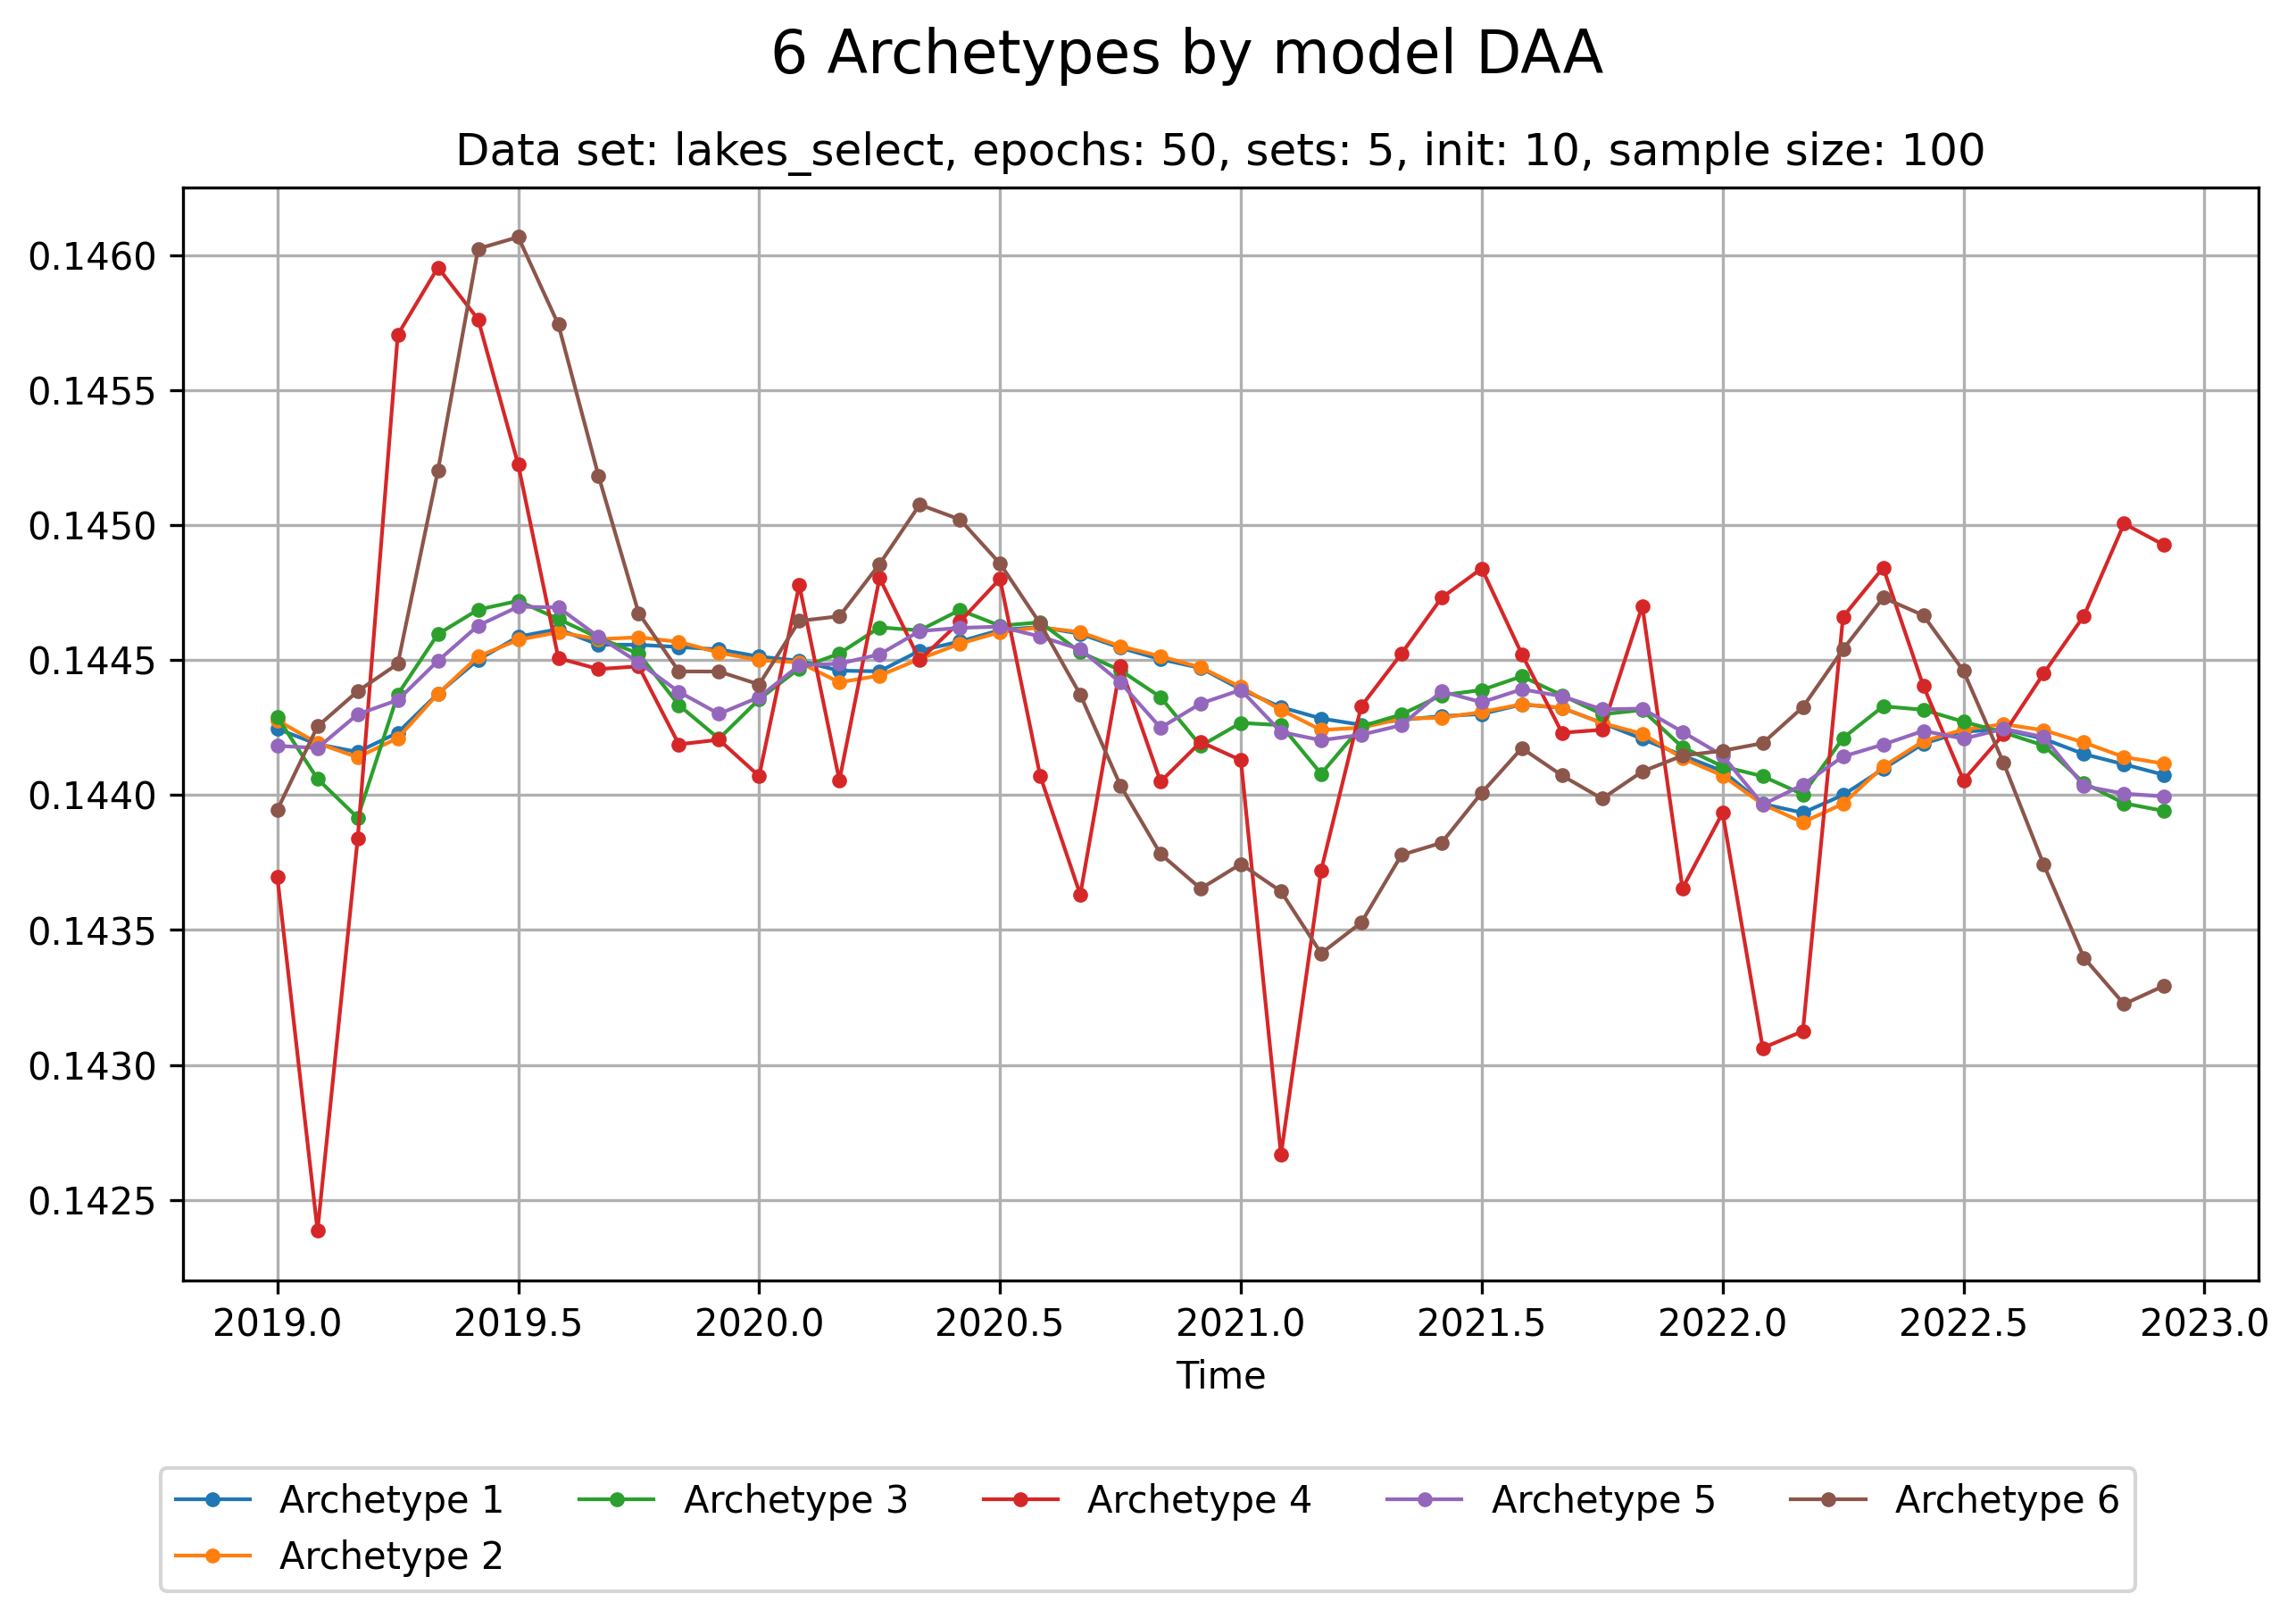 6 Archetypes by model DAA
Data set: lakes_select, epochs: 50, sets: 5, init: 10, sample size: 100
0.1460
0.1455
0.1450
0.1445
0.1440
0.1435
0.1430
0.1425
2019.0 2019.5 2020.0 2020.5 2021.0 2021.5 2022.0 2022.5 2023.0
Time
Archetype 1 Archetype 3 Archetype 4 Archetype 5 Archetype 6
Archetype 2